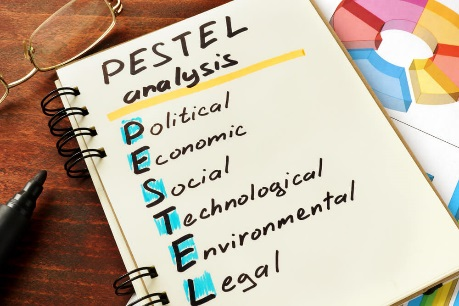 PESTEL
analysis
Political
Economic
Social
Technological
Environmental
Legal